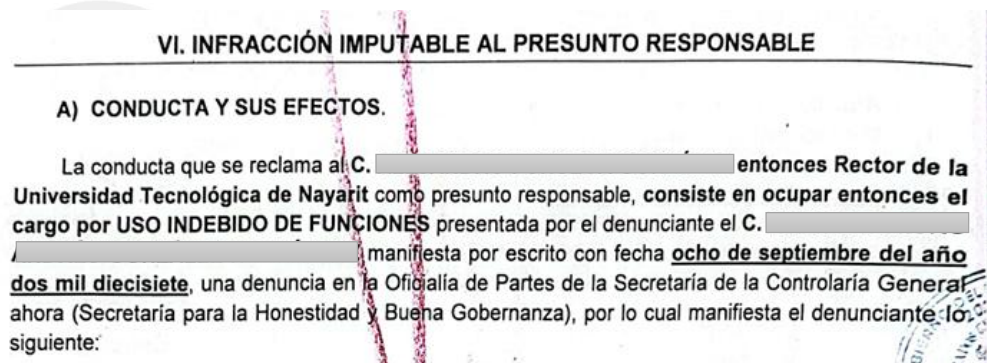 VI. INFRACCIÓN IMPUTABLE AL PRESUNTO RESPONSABLE
A) CONDUCTA Y SUS EFECTOS.
La conducta que se reclama al C. entonces Rector de la
Universidad Tecnológica de Nayarit como presunto responsable, consiste en ocupar entonces el
cargo por USO INDEBIDO DE FUNCIONES presentada por el denunciante el C.
manifiesta por escrito con fecha ocho de septiembre del año
dos mil diecisiete, una denuncia en la Oficialía de Partes de la Secretaría de la Controlaría General
ahora (Secretaría para la Honestidad y Buena Gobernanza), por lo cual manifiesta el denunciante lo
siguiente: